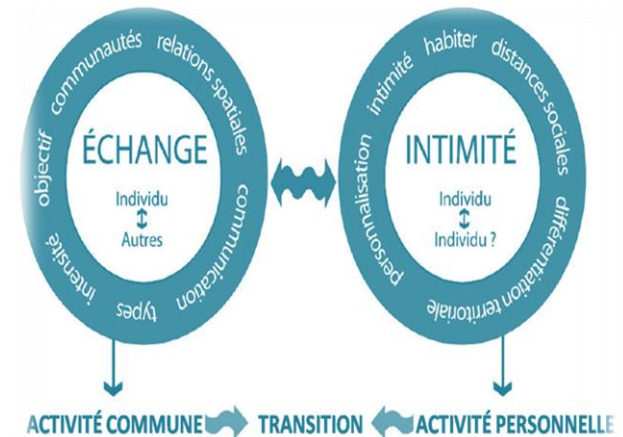 objectif communautés relations spatiales communication types intensité
ÉCHANGE
Individu
Autres
personnalisation intimité habiter distances sociales différentiation territoriale
INTIMITÉ
Individu
Individu ?
ACTIVITÉ COMMUNE TRANSITION ACTIVITÉ PERSONNELLE